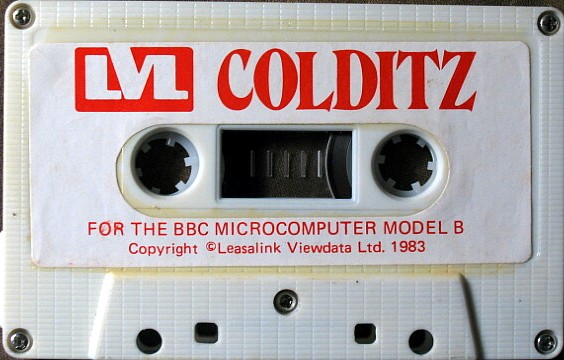 LVL COLDITZ
FOR THE BBC MICROCOMPUTER MODEL B
Copyright ©Leasalink Viewdata Ltd. 1983